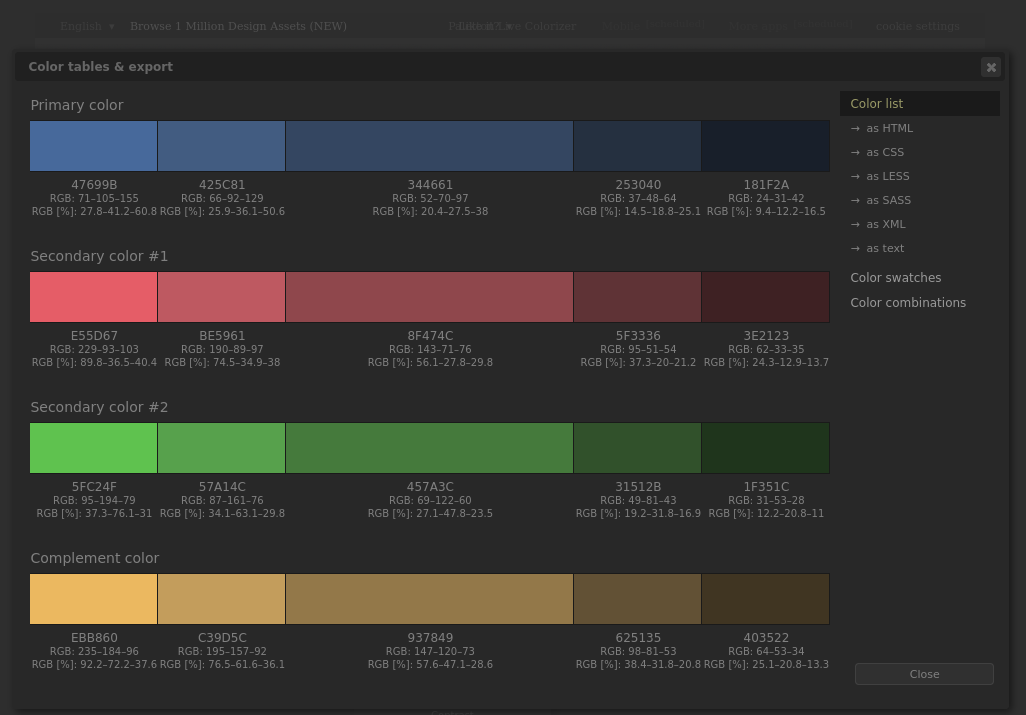 English ▾ Browse 1 Million Design Assets (NEW) cookie settings
Color tables & export
Primary color
47699B 425C81 344661 253040 181F2A
RGB: 71–105–155 RGB: 66–92–129 RGB: 52–70–97 RGB: 37–48–64 RGB: 24–31–42
RGB [%]: 27.8–41.2–60.8 RGB [%]: 25.9–36.1–50.6 RGB [%]: 20.4–27.5–38 RGB [%]: 14.5–18.8–25.1 RGB [%]: 9.4–12.2–16.5
Secondary color #1
E55D67 BE5961 8F474C 5F3336 3E2123
RGB: 229–93–103 RGB: 190–89–97 RGB: 143–71–76 RGB: 95–51–54 RGB: 62–33–35
RGB [%]: 89.8–36.5–40.4 RGB [%]: 74.5–34.9–38 RGB [%]: 56.1–27.8–29.8 RGB [%]: 37.3–20–21.2 RGB [%]: 24.3–12.9–13.7
Secondary color #2
5FC24F 57A14C 457A3C 31512B 1F351C
RGB: 95–194–79 RGB: 87–161–76 RGB: 69–122–60 RGB: 49–81–43 RGB: 31–53–28
RGB [%]: 37.3–76.1–31 RGB [%]: 34.1–63.1–29.8 RGB [%]: 27.1–47.8–23.5 RGB [%]: 19.2–31.8–16.9 RGB [%]: 12.2–20.8–11
Complement color
EBB860 C39D5C 937849 625135 403522
RGB: 235–184–96 RGB: 195–157–92 RGB: 147–120–73 RGB: 98–81–53 RGB: 64–53–34
RGB [%]: 92.2–72.2–37.6 RGB [%]: 76.5–61.6–36.1 RGB [%]: 57.6–47.1–28.6 RGB [%]: 38.4–31.8–20.8 RGB [%]: 25.1–20.8–13.3
Color list
→ as HTML
→ as CSS
→ as LESS
→ as SASS
→ as XML
→ as text
Color swatches
Color combinations
Close